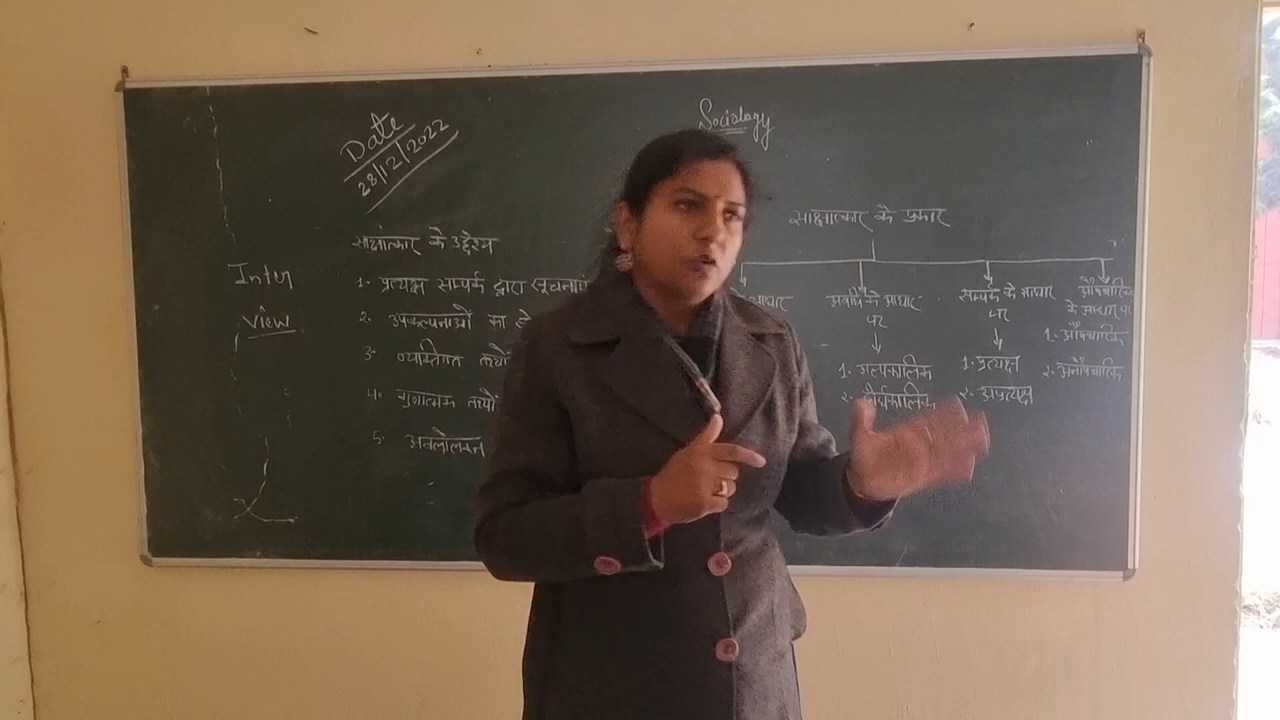 Date
28/12/2022
Sociology
Inter
View
साक्षांत्कार के उद्देश्य
1- प्रत्यक्ष सम्पर्क द्वारा सूचनाएं
2- उपकल्पनाओं का
3- व्यक्तिगत तथ्यों
4- गुणात्मक तथ्यों
5- अवलोकन
साक्षात्कार के प्रकार
के आधार
अवधि के आधार
पर
1- अल्पकालिक
2- दीर्घकालिक
सम्पर्क के आधार
पर
1- प्रत्यक्ष
2- अप्रत्यक्ष
औपचारिक
के आधार पर
1- औपचारिक
2- अनौपचारिक